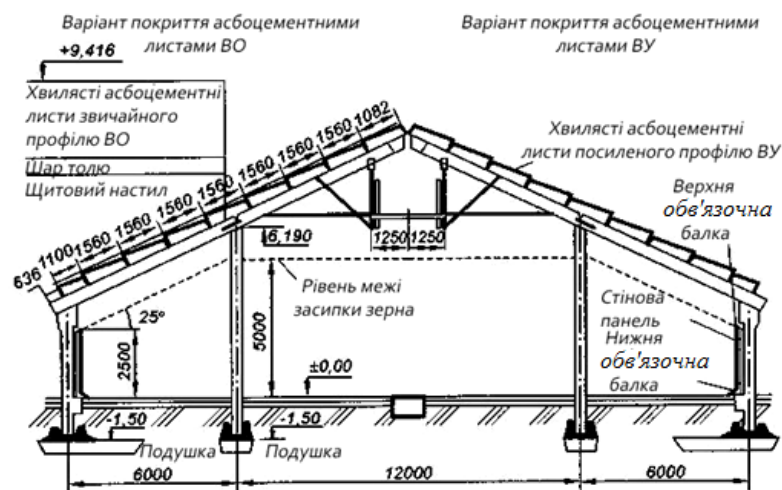 Варіант покриття асбоцементними
листами ВО
Варіант покриття асбоцементними
листами ВУ
+9,416
Хвилясті асбоцементні
листи звичайного
профілю ВО
Шар толю
Щитовий настил
Хвилясті асбоцементні
листи посиленого профілю ВУ
Верхня
обв'язочна
балка
636
1100
1560
1560
1560
1560
1560
1560
1560
1082
6,190
1250
1250
Рівень межі
засипки зерна
25°
2500
5000
±0,00
Стінова
панель
Нижня
обв'язочна
балка
-1,50
-1,50
Подушка
Подушка
6000
12000
6000